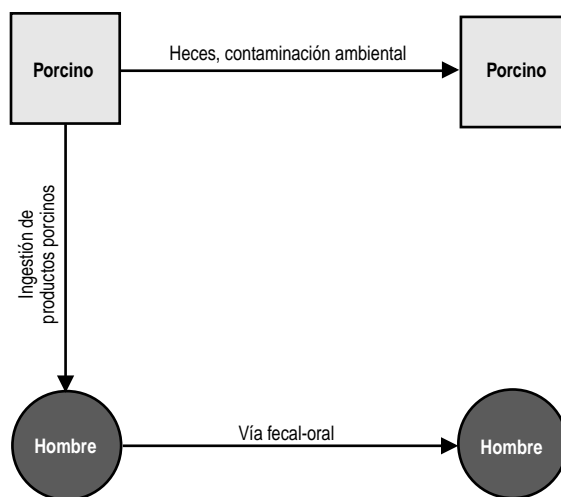 Heces, contaminación ambiental
Porcino
Porcino
Ingestión de
productos porcinos
Vía fecal-oral
Hombre
Hombre